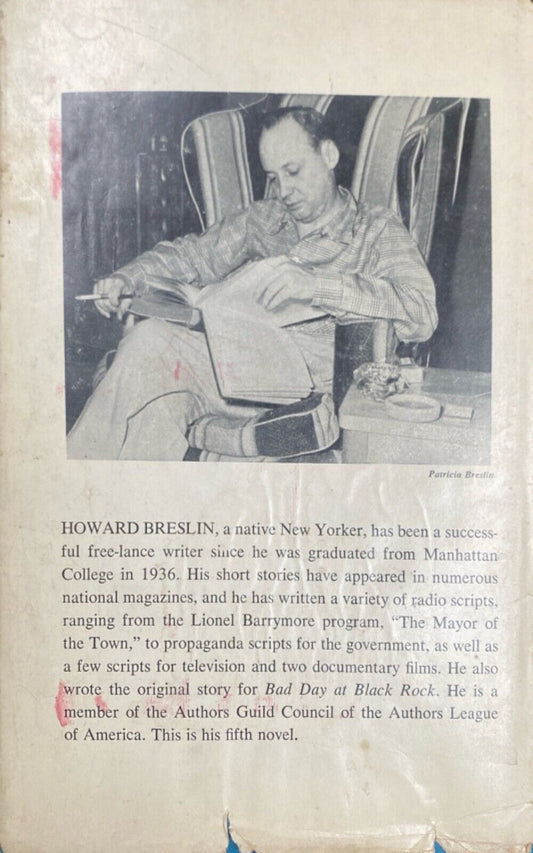 Patricia Breslin
HOWARD BRESLIN, a native New Yorker, has been a success-
ful free-lance writer since he was graduated from Manhattan
College in 1936. His short stories have appeared in numerous
national magazines, and he has written a variety of radio scripts,
ranging from the Lionel Barrymore program, “The Mayor of
the Town,” to propaganda scripts for the government, as well as
a few scripts for television and two documentary films. He also
wrote the original story for Bad Day at Black Rock. He is a
member of the Authors Guild Council of the Authors League
of America. This is his fifth novel.